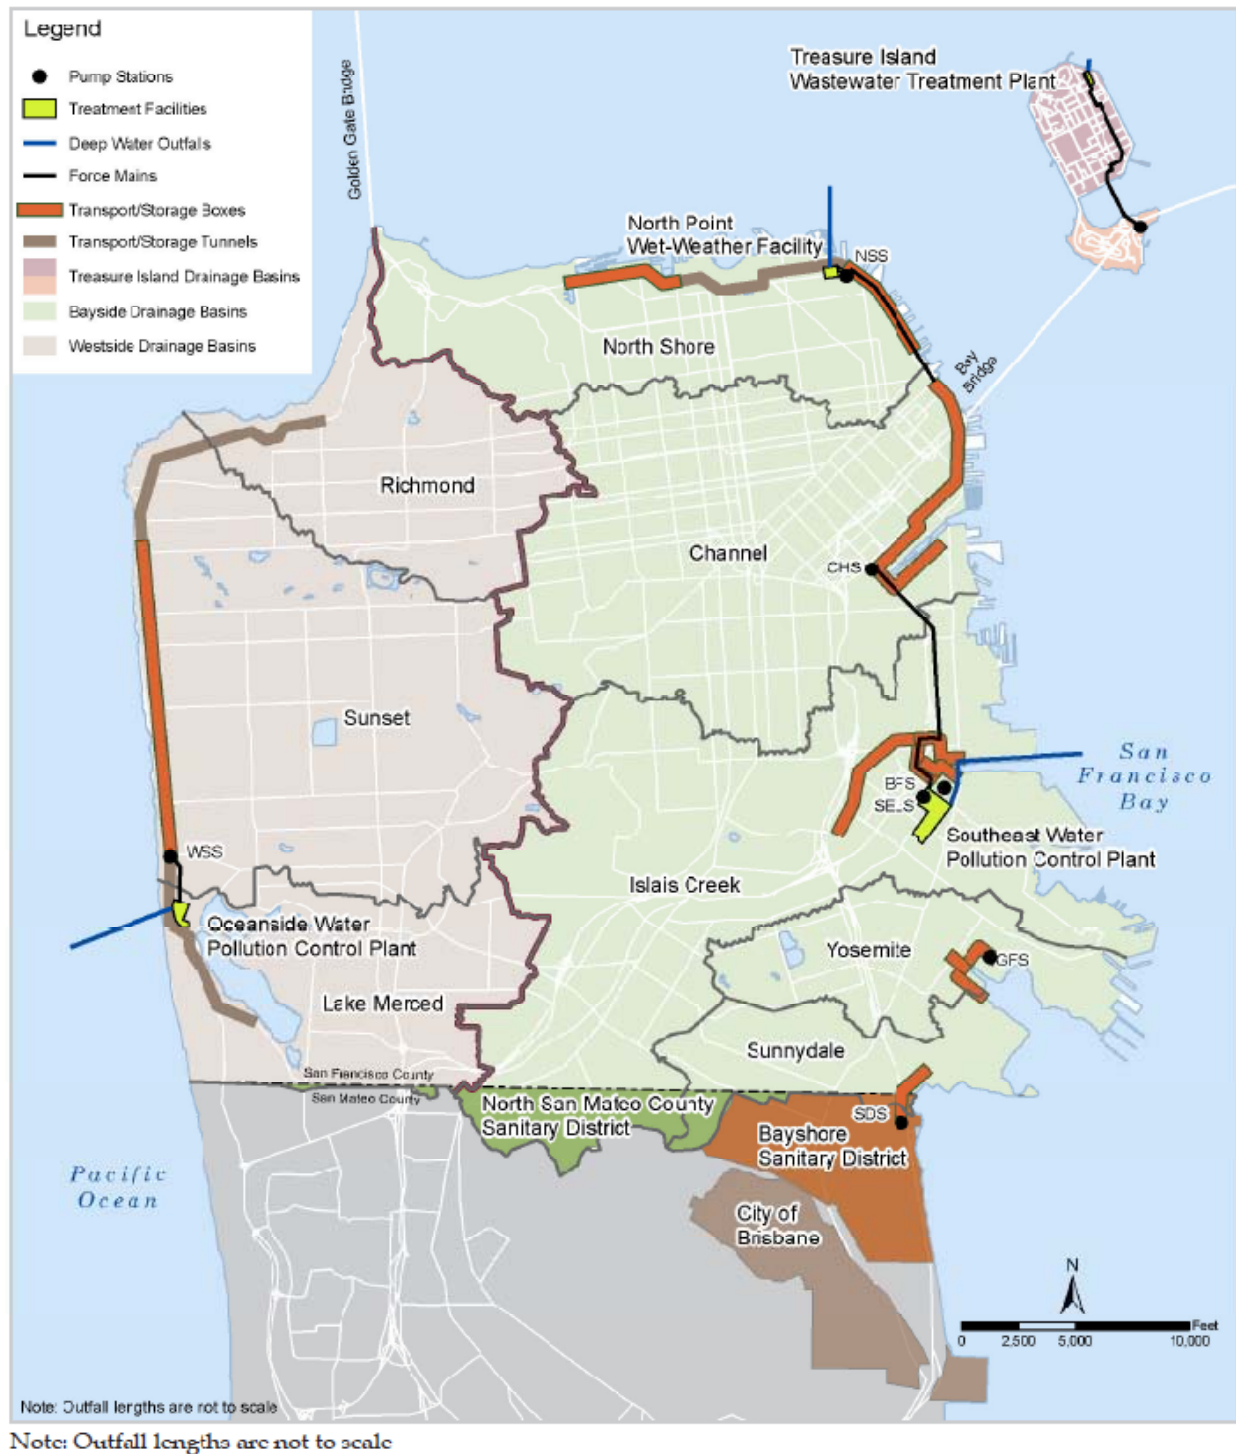 Legend
Pump Stations
Treatment Facilities
Deep Water Outfalls
Force Mains
Transport/Storage Boxes
Transport/Storage Tunnels
Treasure Island Drainage Basins
Bayside Drainage Basins
Westside Drainage Basins
Golden Gate Bridge
Treasure Island
Wastewater Treatment Plant
North Point
Wet-Weather Facility
NSS
North Shore
Bay
Bridge
Richmond
Channel
CHS
Sunset
San
Francisco
Bay
BFS
SELS
Southeast Water
Pollution Control Plant
WSS
Islais Creek
Oceanside Water
Pollution Control Plant
Yosemite
GFS
Lake Merced
Sunnydale
San Francisco County
San Mateo County
North San Mateo County
Sanitary District
SDS
Bayshore
Sanitary District
Pacific
Ocean
City of
Brisbane
N
Feet
0 2,500 5,000 10,000
Note: Outfall lengths are not to scale
Note: Outfall lengths are not to scale